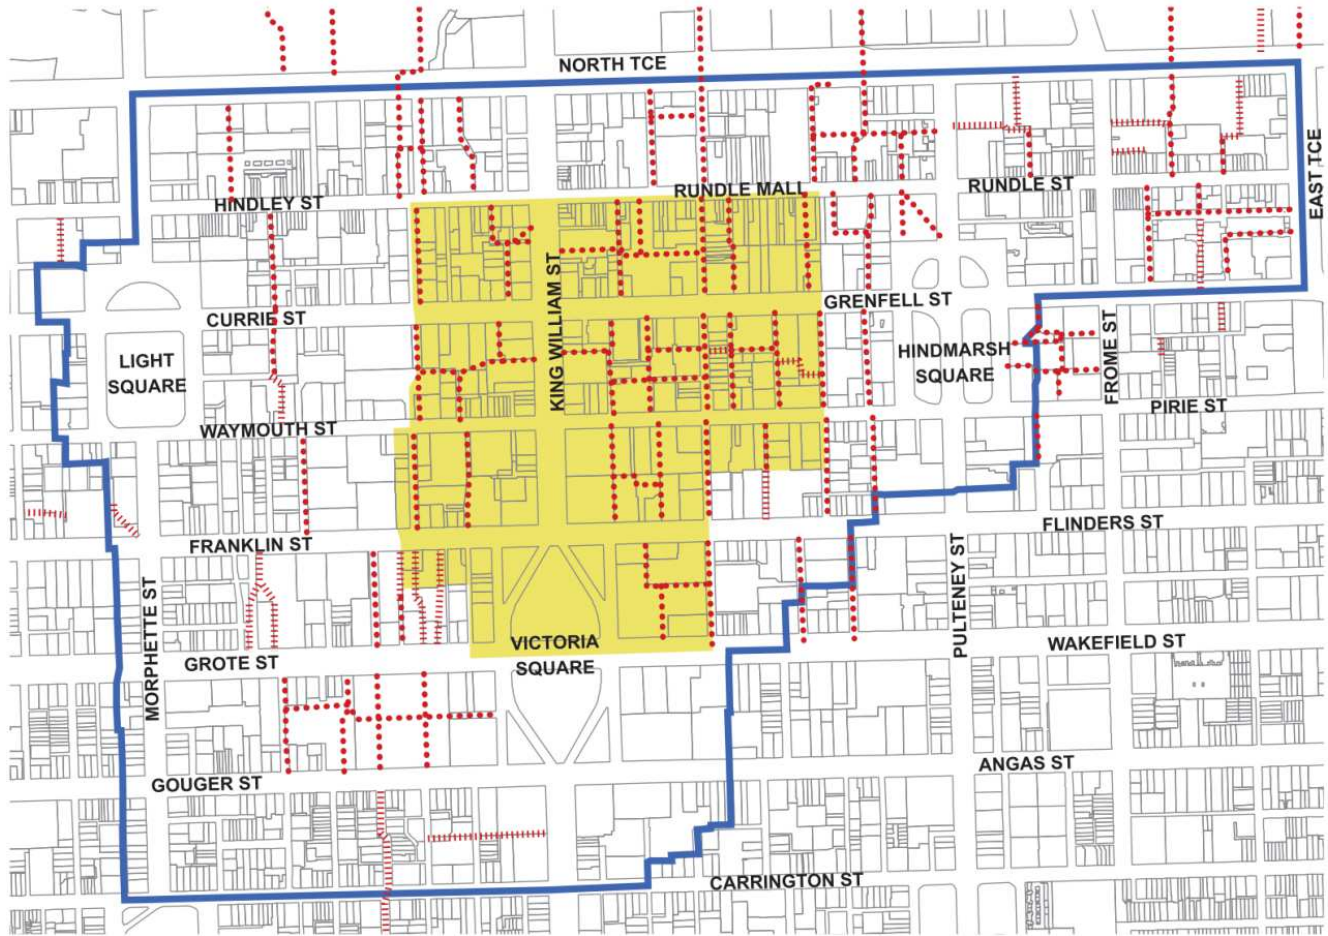 NORTH TCE
EAST TCE
RUNDLE MALL
RUNDLE ST
HINDLEY ST
KING WILLIAM ST
GRENFELL ST
CURRIE ST
LIGHT
SQUARE
HINDMARSH
SQUARE
FROME ST
PIRIE ST
WAYMOUTH ST
FLINDERS ST
FRANKLIN ST
MORPHETTE ST
PULTENEY ST
VICTORIA
SQUARE
WAKEFIELD ST
GROTE ST
ANGAS ST
GOUGER ST
CARRINGTON ST